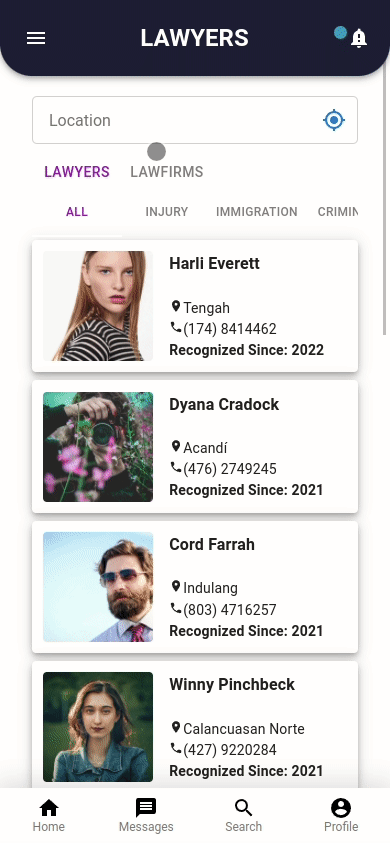 LAWYERS
Location
LAWYERS LAWFIRMS
ALL INJURY IMMIGRATION CRIMIN
Harli Everett
Tengah
(174) 8414462
Recognized Since: 2022
Dyana Cradock
Acandí
(476) 2749245
Recognized Since: 2021
Cord Farrah
Indulang
(803) 4716257
Recognized Since: 2021
Winny Pinchbeck
Calancuasan Norte
(427) 9220284
Recognized Since: 2021
Home Messages Search Profile